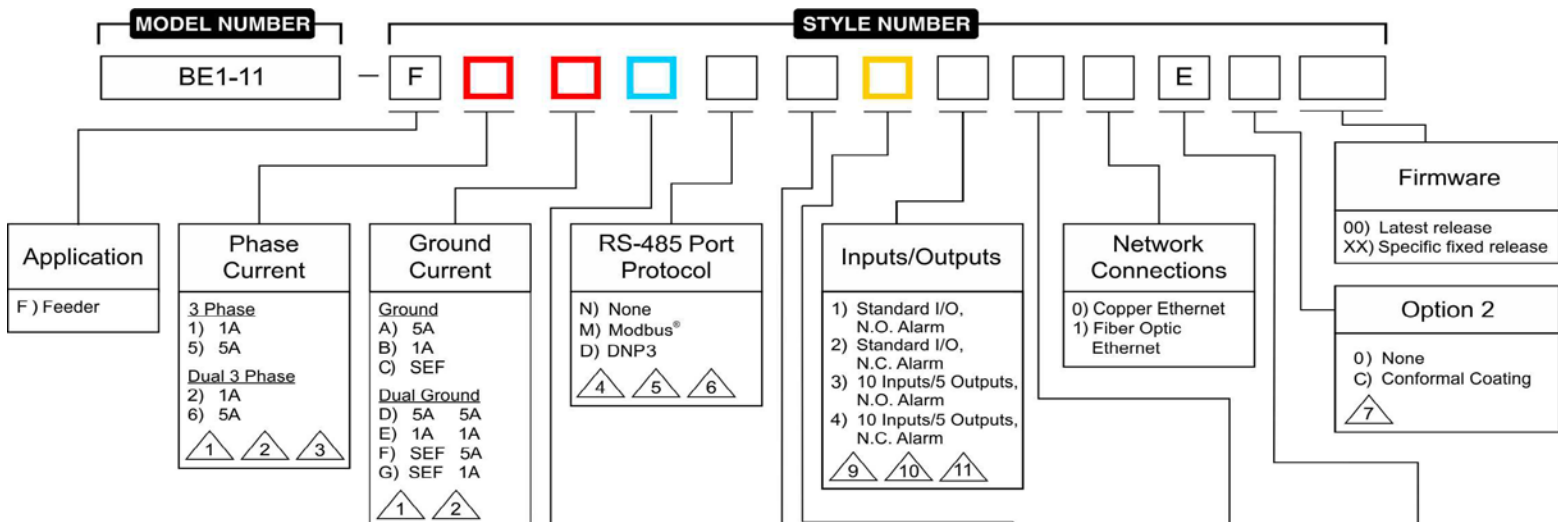 MODEL NUMBER
STYLE NUMBER
BE1-11
–
F
E
Application
F ) Feeder
Phase
Current
3 Phase
1) 1A
5) 5A
Dual 3 Phase
2) 1A
6) 5A
1 2 3
Ground
Current
Ground
A) 5A
B) 1A
C) SEF
Dual Ground
D) 5A 5A
E) 1A 1A
F) SEF 5A
G) SEF 1A
1 2
RS-485 Port
Protocol
N) None
M) Modbus®
D) DNP3
4 5 6
Inputs/Outputs
1) Standard I/O,
N.O. Alarm
2) Standard I/O,
N.C. Alarm
3) 10 Inputs/5 Outputs,
N.O. Alarm
4) 10 Inputs/5 Outputs,
N.C. Alarm
9 10 11
Network
Connections
0) Copper Ethernet
1) Fiber Optic
Ethernet
Firmware
00) Latest release
XX) Specific fixed release
Option 2
0) None
C) Conformal Coating
7